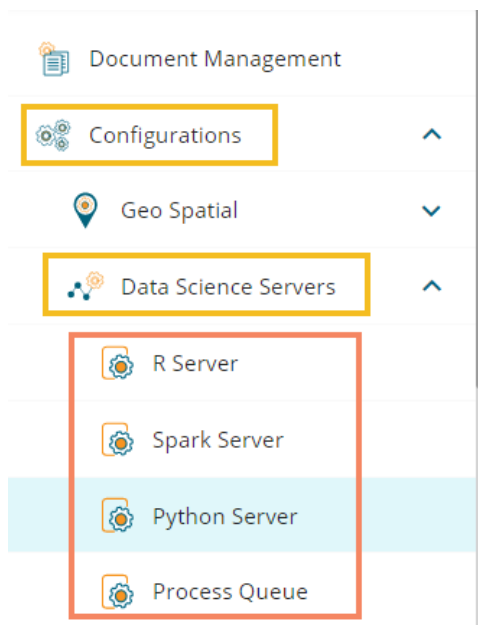 Document Management
Configurations
Geo Spatial
Data Science Servers
R Server
Spark Server
Python Server
Process Queue